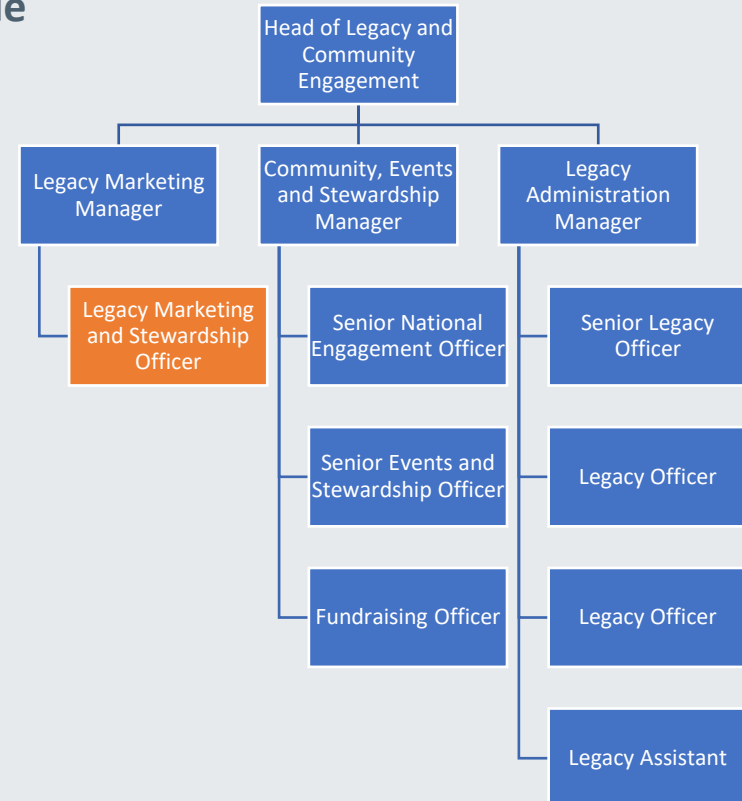 Head of Legacy and
Community
Engagement
Legacy Marketing
Manager
Community, Events
and Stewardship
Manager
Legacy
Administration
Manager
Legacy Marketing
and Stewardship
Officer
Senior National
Engagement Officer
Senior Legacy
Officer
Senior Events and
Stewardship Officer
Legacy Officer
Fundraising Officer
Legacy Officer
Legacy Assistant